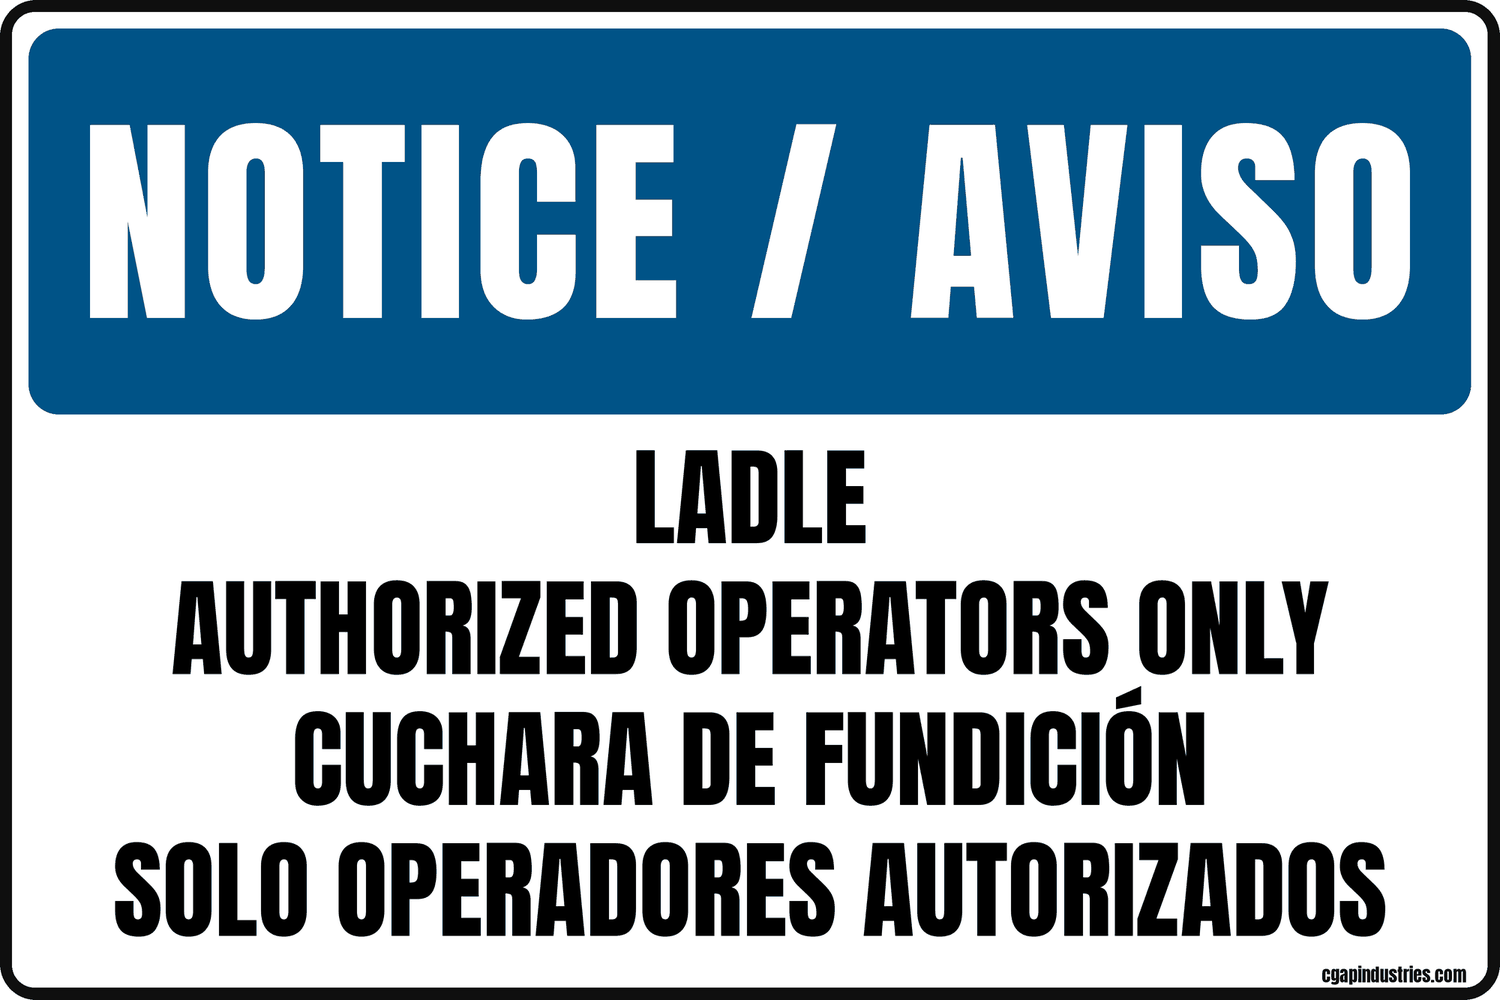 NOTICE / AVISO
LADLE
AUTHORIZED OPERATORS ONLY
CUCHARA DE FUNDICIÓN
SOLO OPERADORES AUTORIZADOS
cgapindustries.com